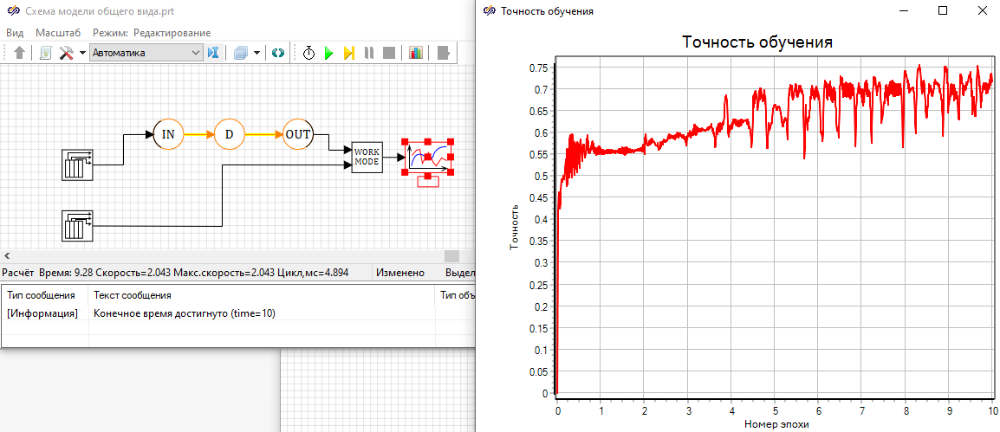 Схема модели общего вида.prt
Вид Масштаб Режим: Редактирование
Автоматика
IN D OUT
WORK
MODE
Расчёт Время: 9.28 Скорость=2.043 Макс.скорость=2.043 Цикл,мс=4.894 Изменено Выдел
Тип сообщения Текст сообщения Тип объ
[Информация] Конечное время достигнуто (time=10)
Точность обучения
Точность обучения
0.75
0.7
0.65
0.6
0.55
0.5
0.45
0.4
0.35
0.3
0.25
0.2
0.15
0.1
0.05
0
Точность
0 1 2 3 4 5 6 7 8 9 10
Номер эпохи